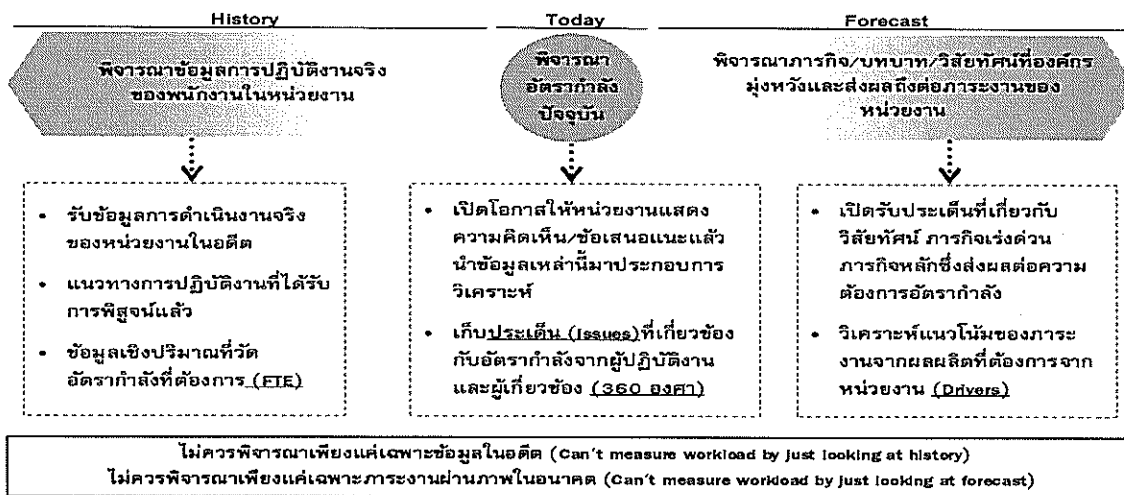 History
Today
Forecast
พิจารณาข้อมูลการปฏิบัติงานจริง
ของพนักงานในหน่วยงาน
พิจารณา
อัตรากำลัง
ปัจจุบัน
พิจารณาภารกิจ/บทบาท/วิสัยทัศน์ที่องค์กร
มุ่งหวังและส่งผลถึงต่อภาระงานของ
หน่วยงาน
• รับข้อมูลการดำเนินงานจริง
ของหน่วยงานในอดีต
• แนวทางการปฏิบัติงานที่ได้รับ
การพิสูจน์แล้ว
• ข้อมูลเชิงปริมาณที่วัด
อัตรากำลังที่ต้องการ (FTE)
• เปิดโอกาสให้หน่วยงานแสดง
ความคิดเห็น/ข้อเสนอแนะแล้ว
นำข้อมูลเหล่านี้มาประกอบการ
วิเคราะห์
• เก็บประเด็น (Issues)ที่เกี่ยวข้อง
กับอัตรากำลังจากผู้ปฏิบัติงาน
และผู้เกี่ยวข้อง (360 องศา)
• เปิดรับประเด็นที่เกี่ยวกับ
วิสัยทัศน์ ภารกิจเร่งด่วน
ภารกิจหลักซึ่งส่งผลต่อความ
ต้องการอัตรากำลัง
• วิเคราะห์แนวโน้มของภาระ
งานจากผลผลิตที่ต้องการจาก
หน่วยงาน (Drivers)
ไม่ควรพิจารณาเพียงแค่เฉพาะข้อมูลในอดีต (Can't measure workload by just looking at history)
ไม่ควรพิจารณาเพียงแค่เฉพาะภาระงานผ่านภาพในอนาคต (Can't measure workload by just looking at forecast)